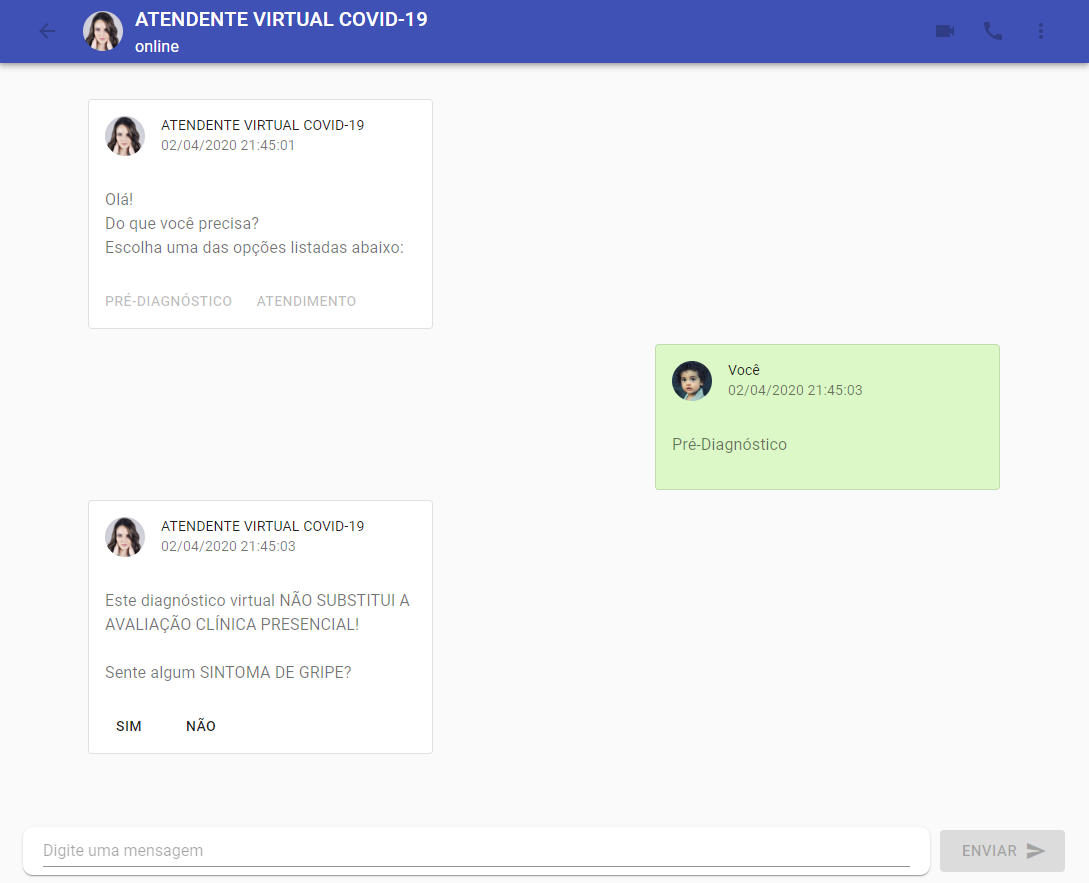 ATENDENTE VIRTUAL COVID-19
online
ATENDENTE VIRTUAL COVID-19
02/04/2020 21:45:01
Olá!
Do que você precisa?
Escolha uma das opções listadas abaixo:
PRÉ-DIAGNÓSTICO ATENDIMENTO
Você
02/04/2020 21:45:03
Pré-Diagnóstico
ATENDENTE VIRTUAL COVID-19
02/04/2020 21:45:03
Este diagnóstico virtual NÃO SUBSTITUI A
AVALIAÇÃO CLÍNICA PRESENCIAL!
Sente algum SINTOMA DE GRIPE?
SIM NÃO
Digite uma mensagem
ENVIAR